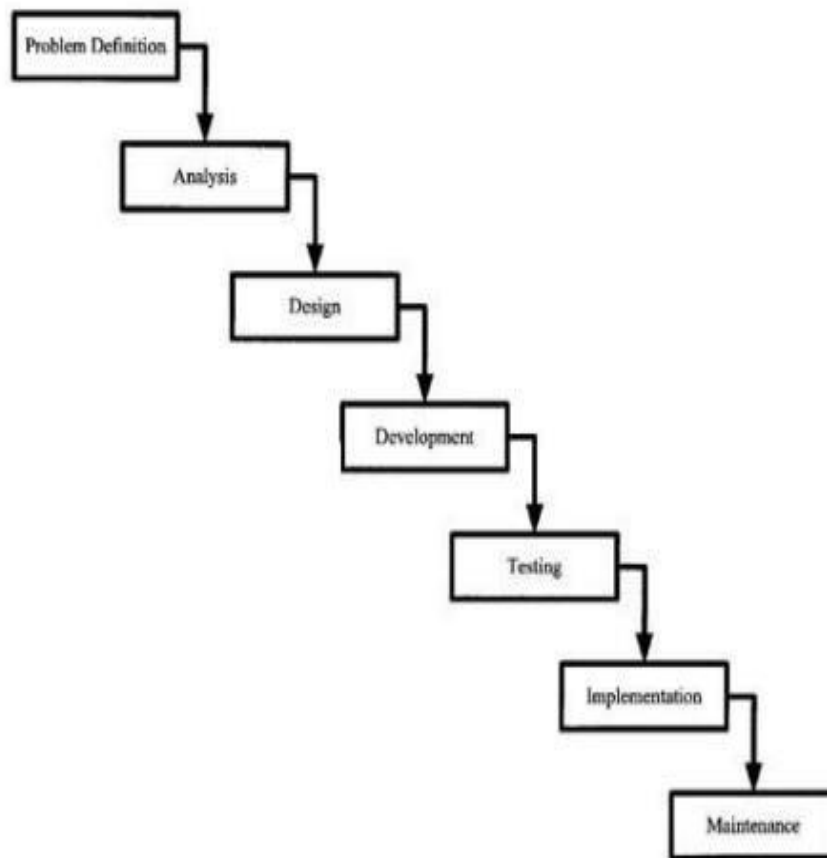 Problem Definition
Analysis
Design
Development
Testing
Implementation
Maintenance